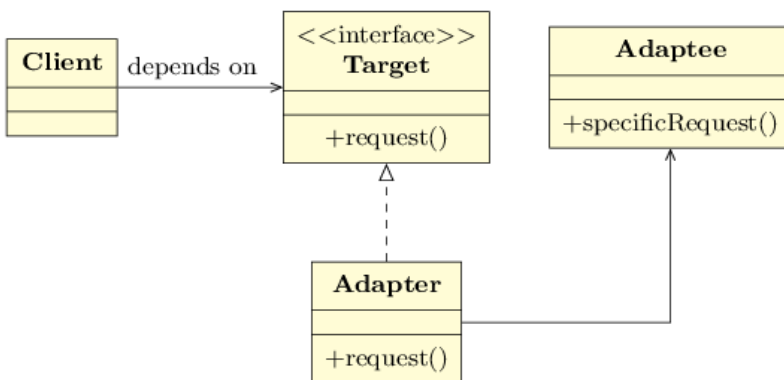 Client
depends on
<<interface>>
Target
+request()
Adaptee
+specificRequest()
Adapter
+request()